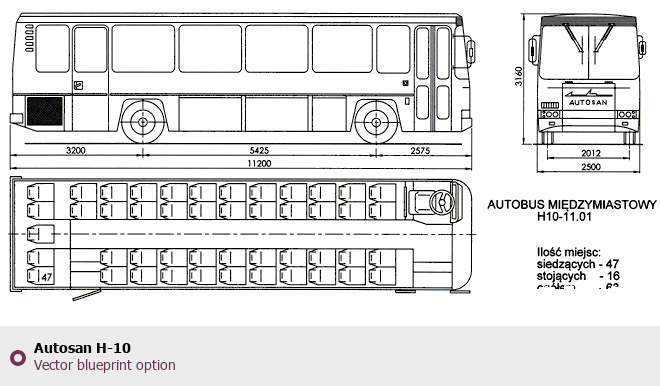 3160
AUTOSAN
3200
5425
2575
11200
2012
2500
AUTOBUS MIĘDZYMIASTOWY
H10-11.01
47
Ilość miejsc:
siedzących - 47
stojących - 16
Autosan H-10
Vector blueprint option